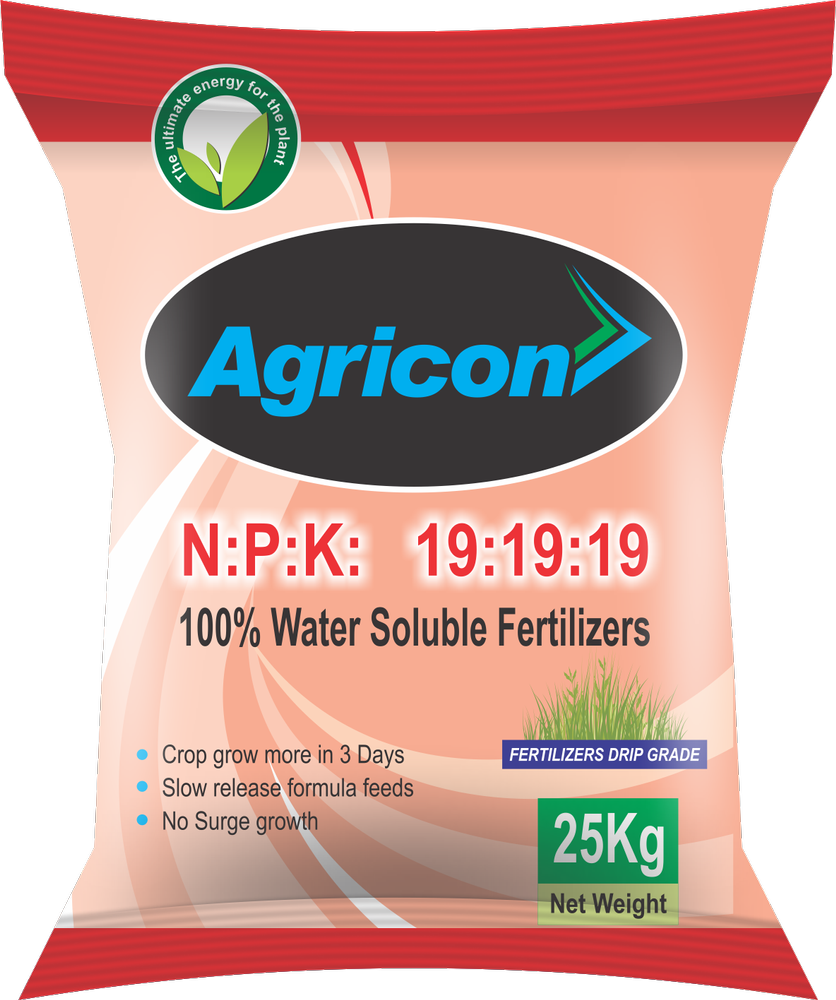 The ultimate energy for the plant
Agricon
N:P:K: 19:19:19
100% Water Soluble Fertilizers
FERTILIZERS DRIP GRADE
Crop grow more in 3 Days
Slow release formula feeds
No Surge growth
25Kg
Net Weight